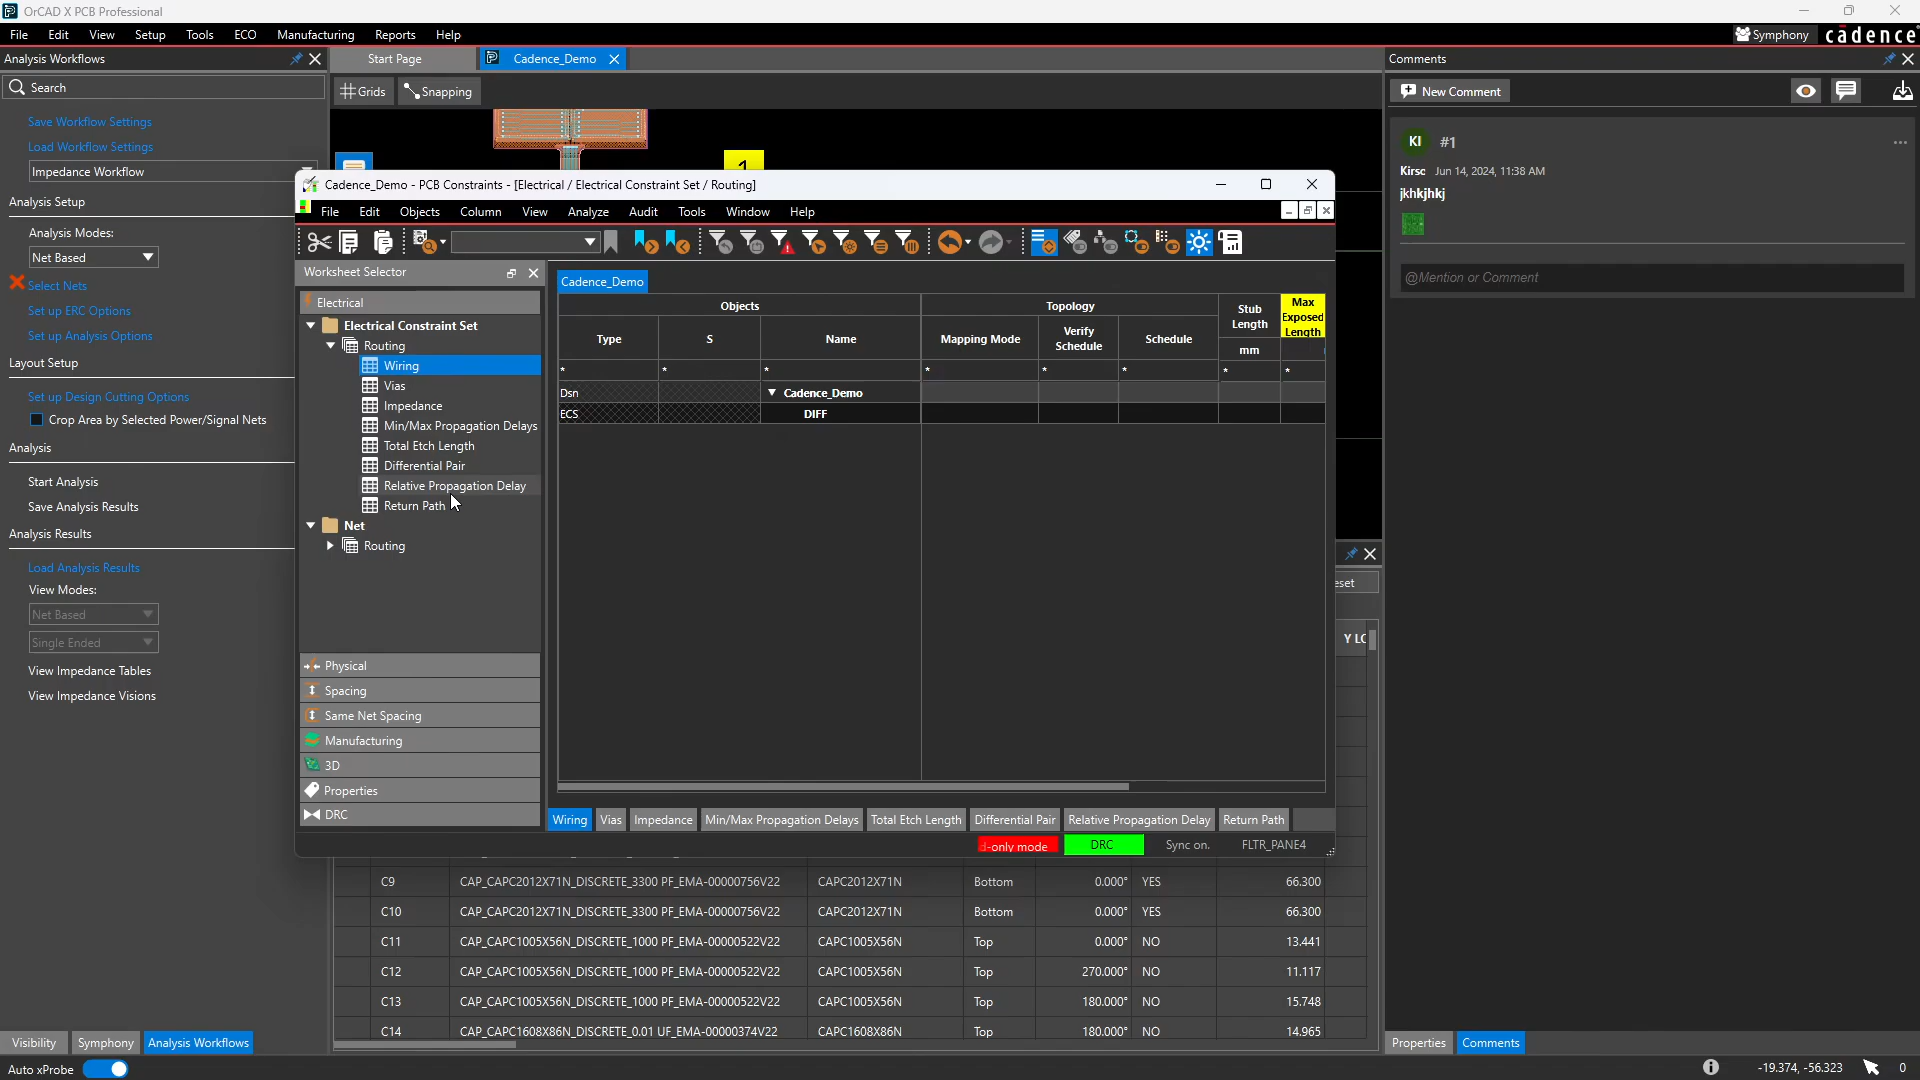 OrCAD X PCB Professional
File Edit View Setup Tools ECO Manufacturing Reports Help
Symphony cadence
Analysis Workflows
Search
Save Workflow Settings
Load Workflow Settings
Impedance Workflow
Analysis Setup
Analysis Modes:
Net Based
Select Nets
Set up ERC Options
Set up Analysis Options
Layout Setup
Set up Design Cutting Options
Crop Area by Selected Power/Signal Nets
Analysis
Start Analysis
Save Analysis Results
Analysis Results
Load Analysis Results
View Modes:
Net Based
Single Ended
View Impedance Tables
View Impedance Visions
Visibility Symphony Analysis Workflows
Auto xProbe
Start Page Cadence_Demo
Grids Snapping
1
Cadence_Demo - PCB Constraints - [Electrical / Electrical Constraint Set / Routing]
File Edit Objects Column View Analyze Audit Tools Window Help
Worksheet Selector
Electrical
Electrical Constraint Set
Routing
Wiring
Vias
Impedance
Min/Max Propagation Delays
Total Etch Length
Differential Pair
Relative Propagation Delay
Return Path
Net
Routing
Physical
Spacing
Same Net Spacing
Manufacturing
3D
Properties
DRC
Cadence_Demo
Objects Topology Stub Length Max Exposed Length
Type S Name Mapping Mode Verify Schedule Schedule mm
* * * * * * * *
Dsn Cadence_Demo
ECS DIFF
Wiring Vias Impedance Min/Max Propagation Delays Total Etch Length Differential Pair Relative Propagation Delay Return Path
d-only mode DRC Sync on. FLTR_PANE4
eset
Y LC
C9 CAP_CAPC2012X71N_DISCRETE_3300 PF_EMA-00000756V22 CAPC2012X71N Bottom 0.000° YES 66.300
C10 CAP_CAPC2012X71N_DISCRETE_3300 PF_EMA-00000756V22 CAPC2012X71N Bottom 0.000° YES 66.300
C11 CAP_CAPC1005X56N_DISCRETE_1000 PF_EMA-00000522V22 CAPC1005X56N Top 0.000° NO 13.441
C12 CAP_CAPC1005X56N_DISCRETE_1000 PF_EMA-00000522V22 CAPC1005X56N Top 270.000° NO 11.117
C13 CAP_CAPC1005X56N_DISCRETE_1000 PF_EMA-00000522V22 CAPC1005X56N Top 180.000° NO 15.748
C14 CAP_CAPC1608X86N_DISCRETE_0.01 UF_EMA-00000374V22 CAPC1608X86N Top 180.000° NO 14.965
Comments
New Comment
KI #1
Kirsc Jun 14, 2024, 11:38 AM
jkhkjhkj
@Mention or Comment
Properties Comments
-19.374, -56.323 0